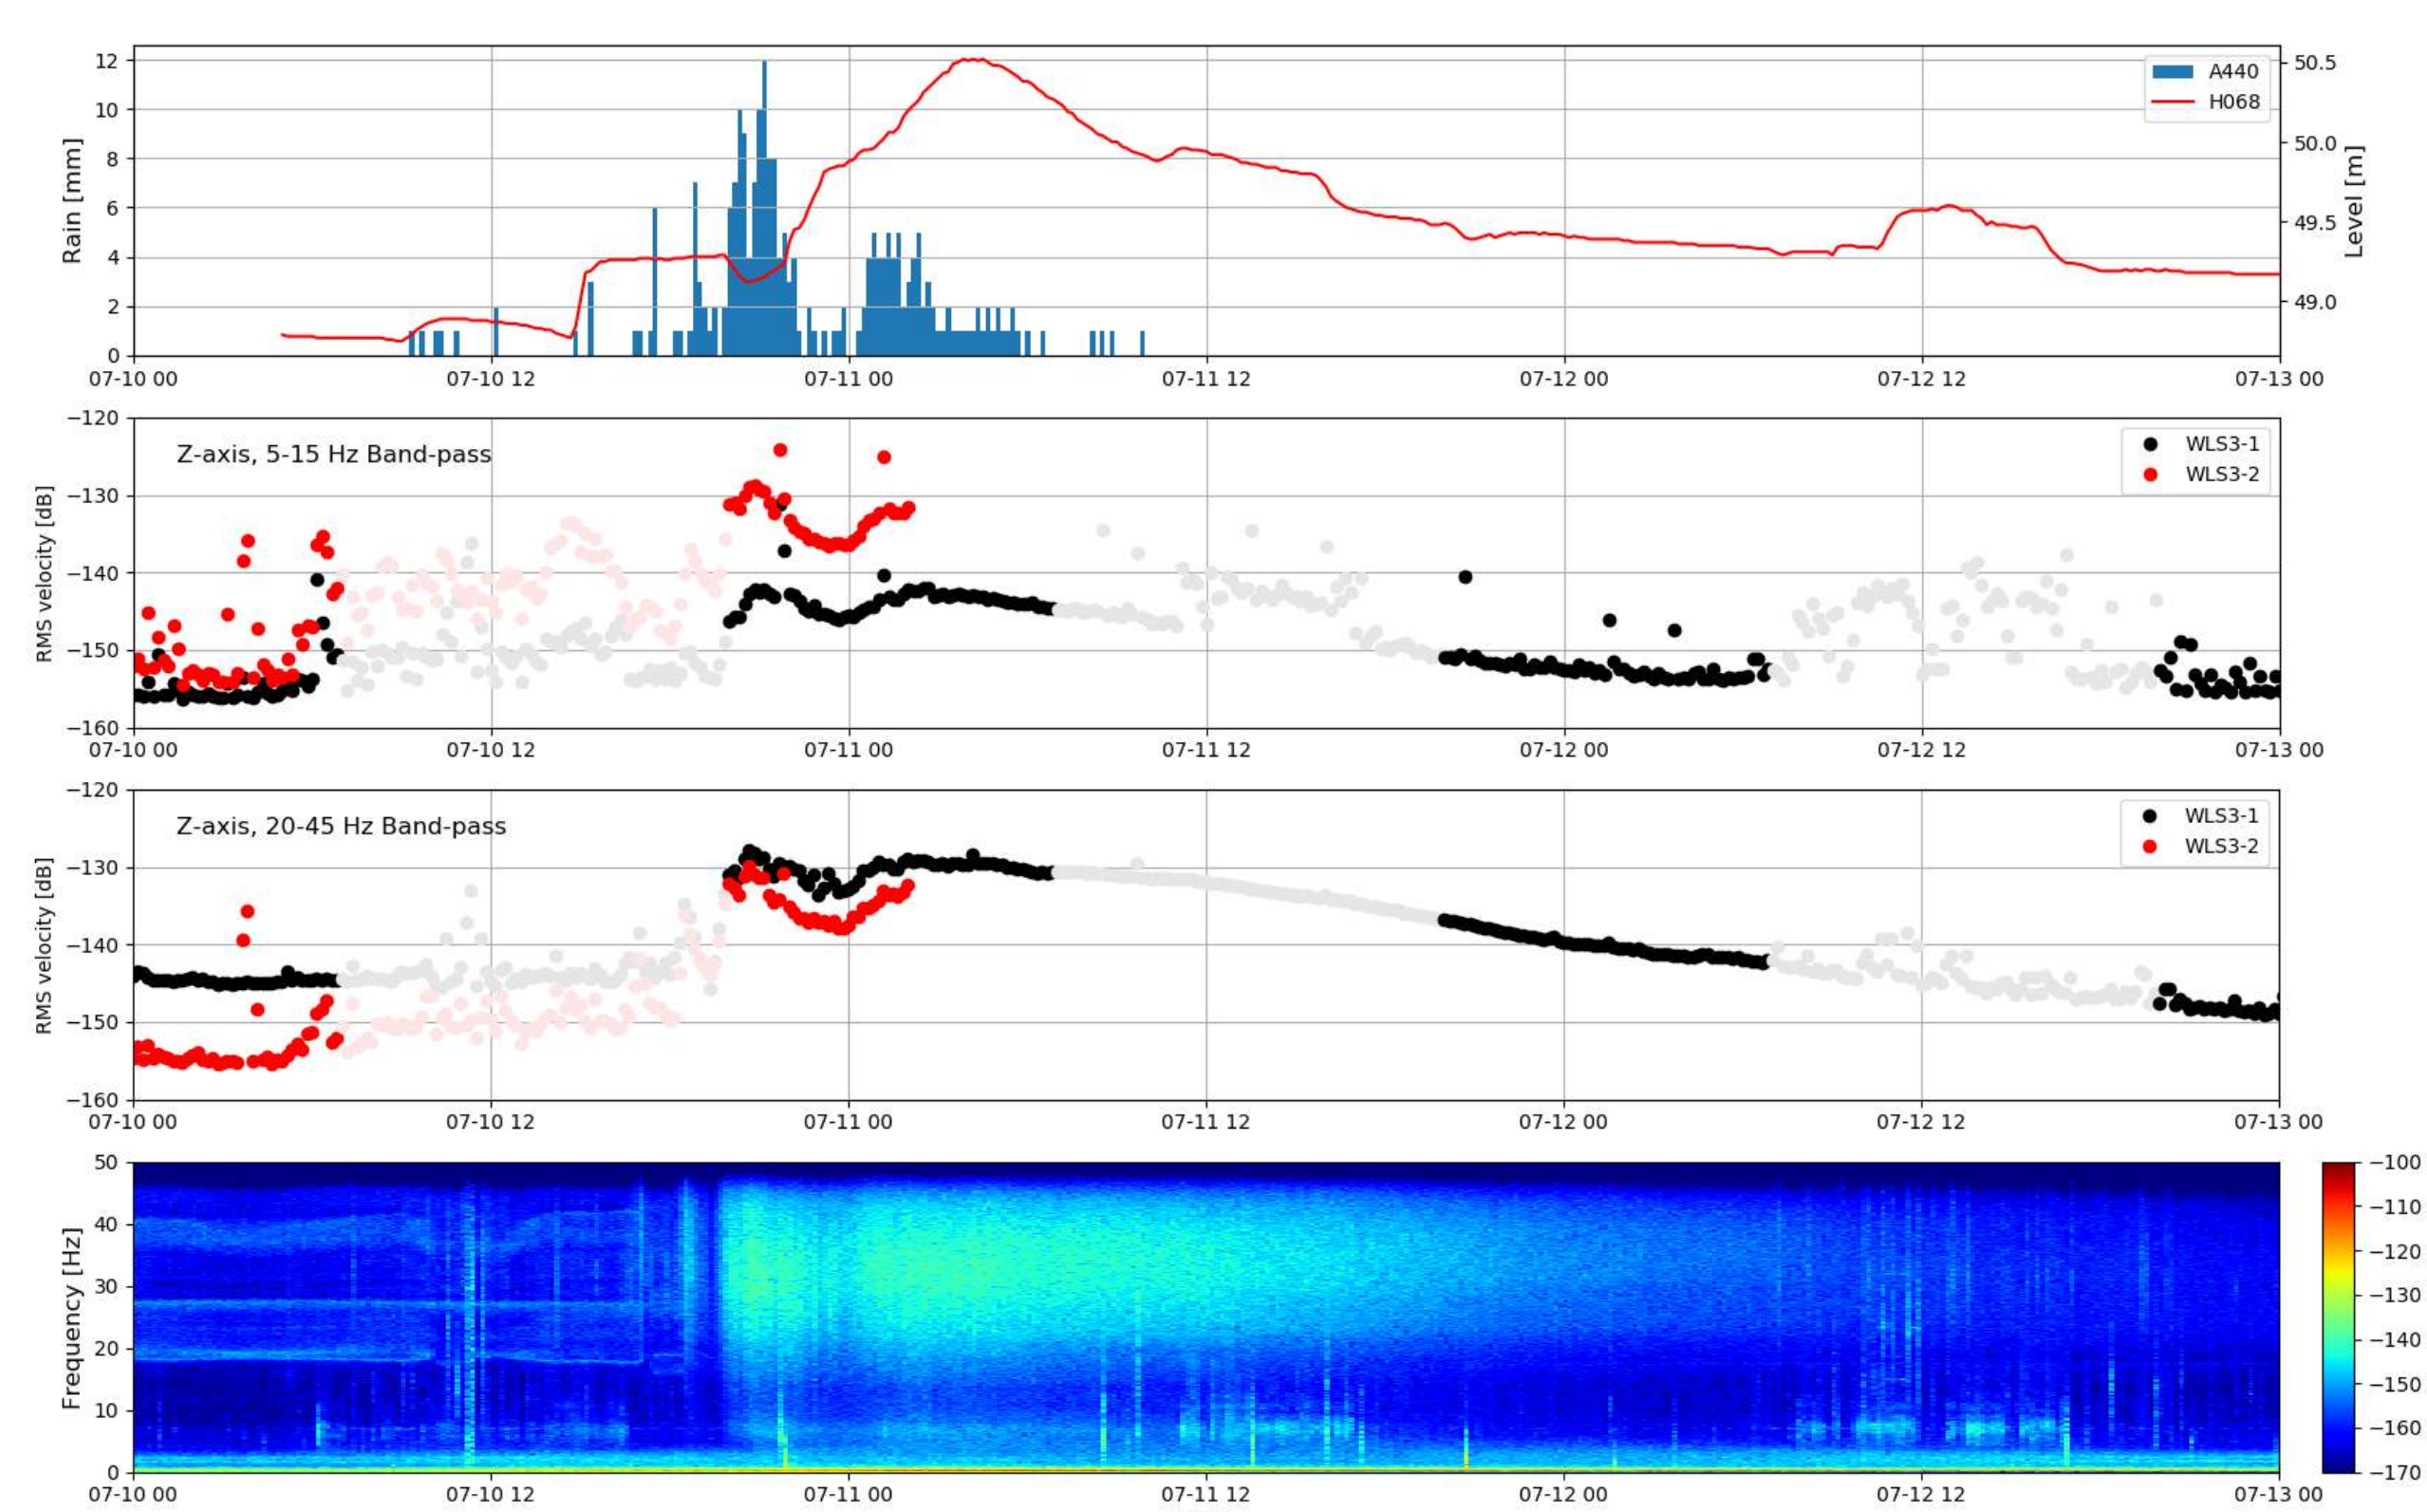 12
10
8
6
4
2
0
Rain [mm]
50.5
50.0
49.5
49.0
Level [m]
A440
H068
07-10 00 07-10 12 07-11 00 07-11 12 07-12 00 07-12 12 07-13 00
−120
−130
−140
−150
−160
RMS velocity [dB]
Z-axis, 5-15 Hz Band-pass
WLS3-1
WLS3-2
07-10 00 07-10 12 07-11 00 07-11 12 07-12 00 07-12 12 07-13 00
−120
−130
−140
−150
−160
RMS velocity [dB]
Z-axis, 20-45 Hz Band-pass
WLS3-1
WLS3-2
07-10 00 07-10 12 07-11 00 07-11 12 07-12 00 07-12 12 07-13 00
50
40
30
20
10
0
Frequency [Hz]
−100
−110
−120
−130
−140
−150
−160
−170
07-10 00 07-10 12 07-11 00 07-11 12 07-12 00 07-12 12 07-13 00